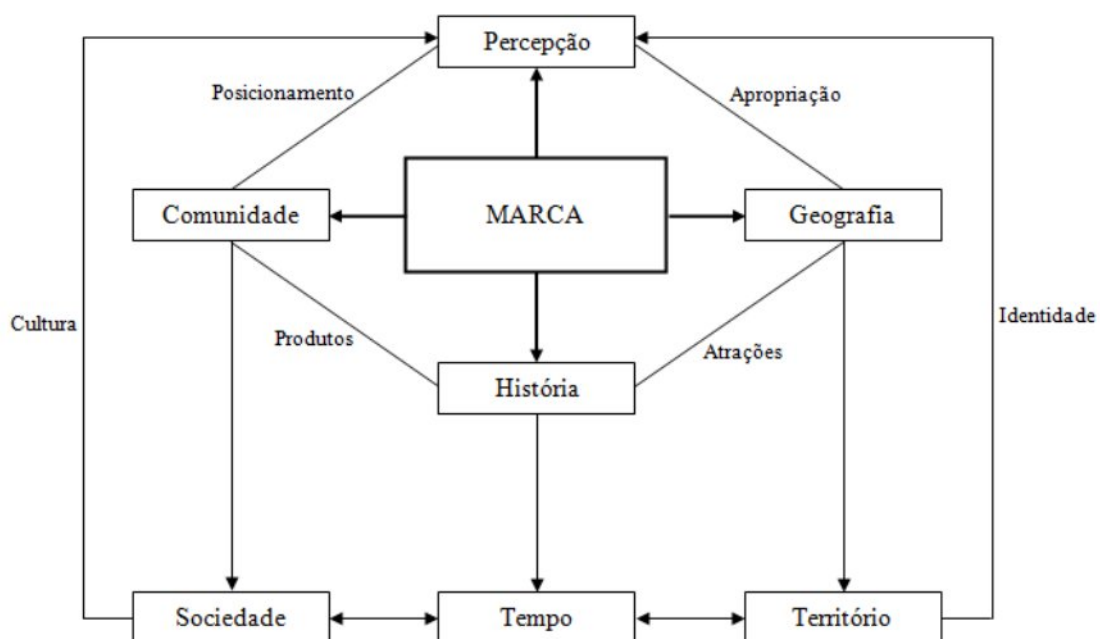 Percepção
Posicionamento
Apropriação
Comunidade
MARCA
Geografia
Cultura
Identidade
Produtos
Atrações
História
Sociedade
Tempo
Território